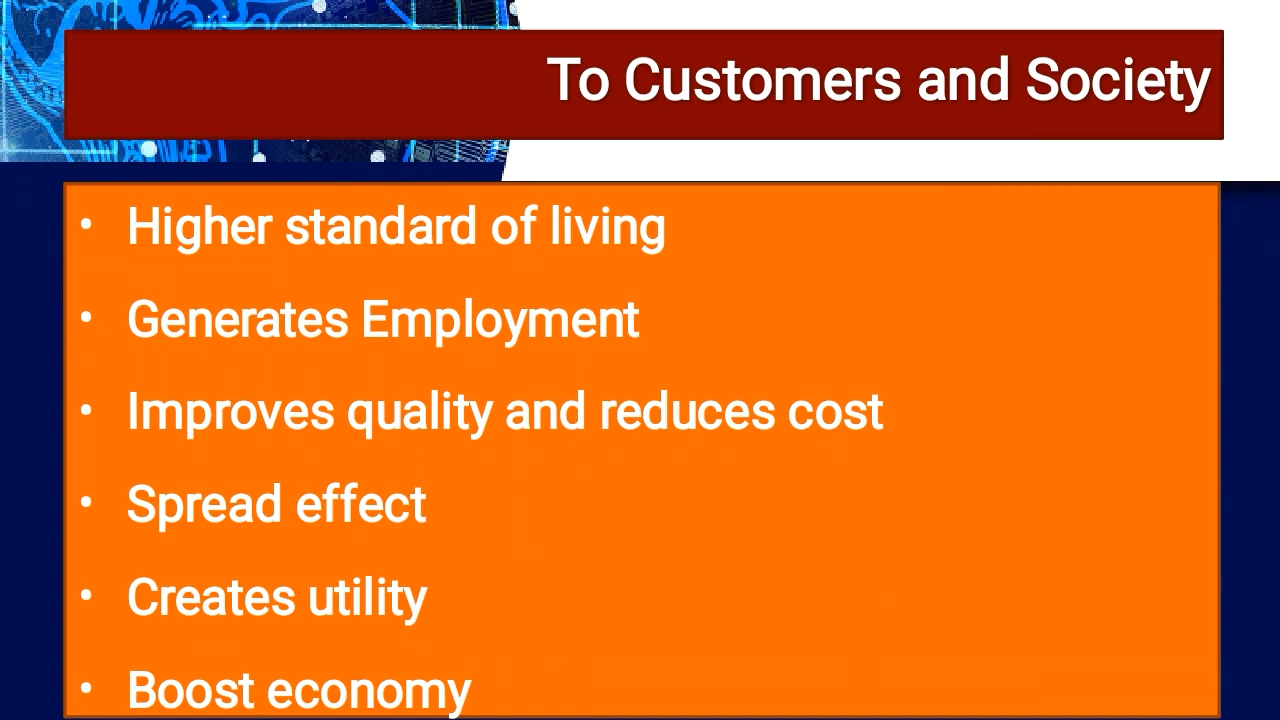 To Customers and Society
• Higher standard of living
• Generates Employment
• Improves quality and reduces cost
• Spread effect
• Creates utility
• Boost economy